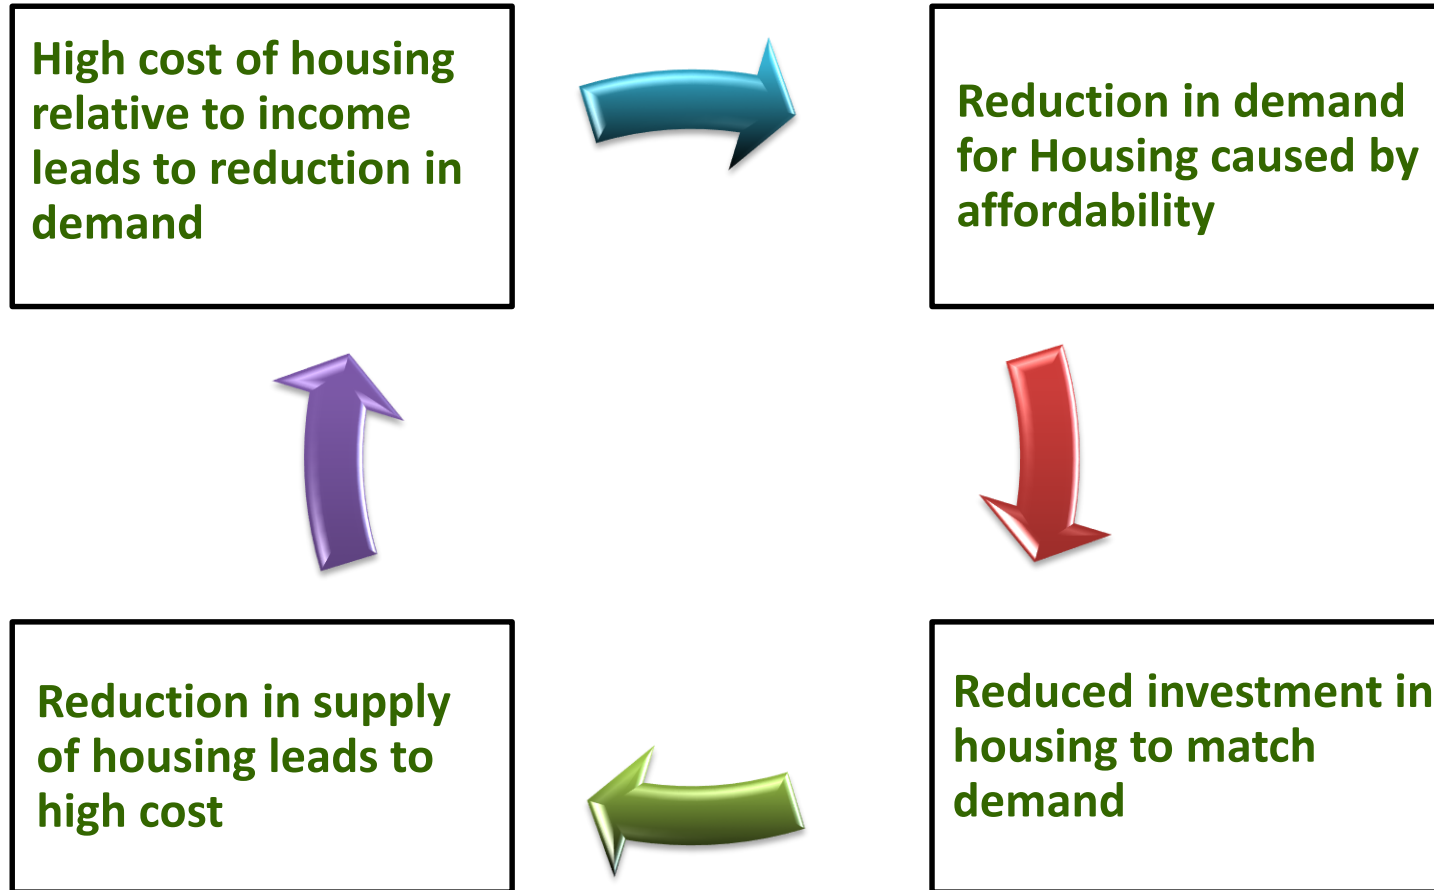 High cost of housing
relative to income
leads to reduction in
demand
Reduction in demand
for Housing caused by
affordability
Reduction in supply
of housing leads to
high cost
Reduced investment in
housing to match
demand